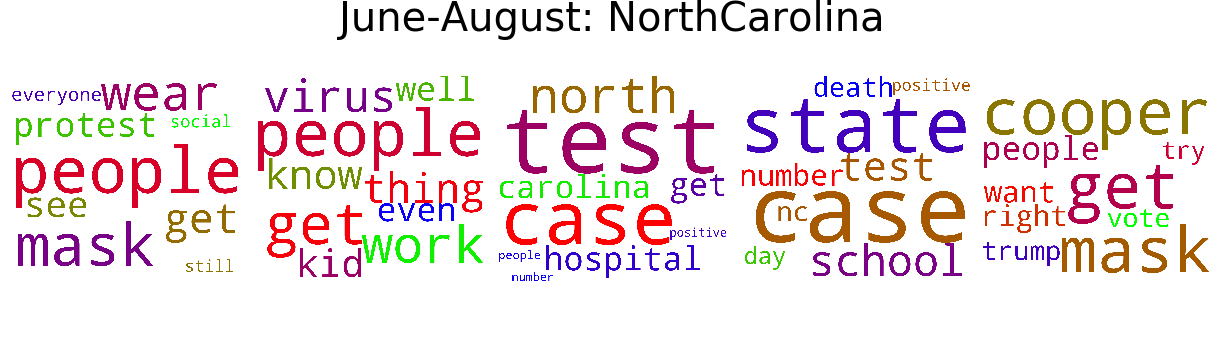 June-August: NorthCarolina
everyone wear
protest social
people
see get
mask
still
virus well
people
know thing
get even
kid work
north
test
carolina get
case
positive
people hospital
number
death positive
state
number test
case
nc
day school
cooper
people try
want get
right vote
trump mask